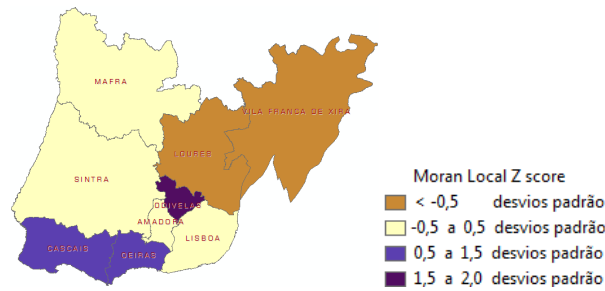 MAFRA
VILA FRANCA DE XIRA
LOURES
SINTRA
ODIVELAS
AMADORA
LISBOA
CASCAIS
OEIRAS
Moran Local Z score
< -0,5 desvios padrão
-0,5 a 0,5 desvios padrão
0,5 a 1,5 desvios padrão
1,5 a 2,0 desvios padrão